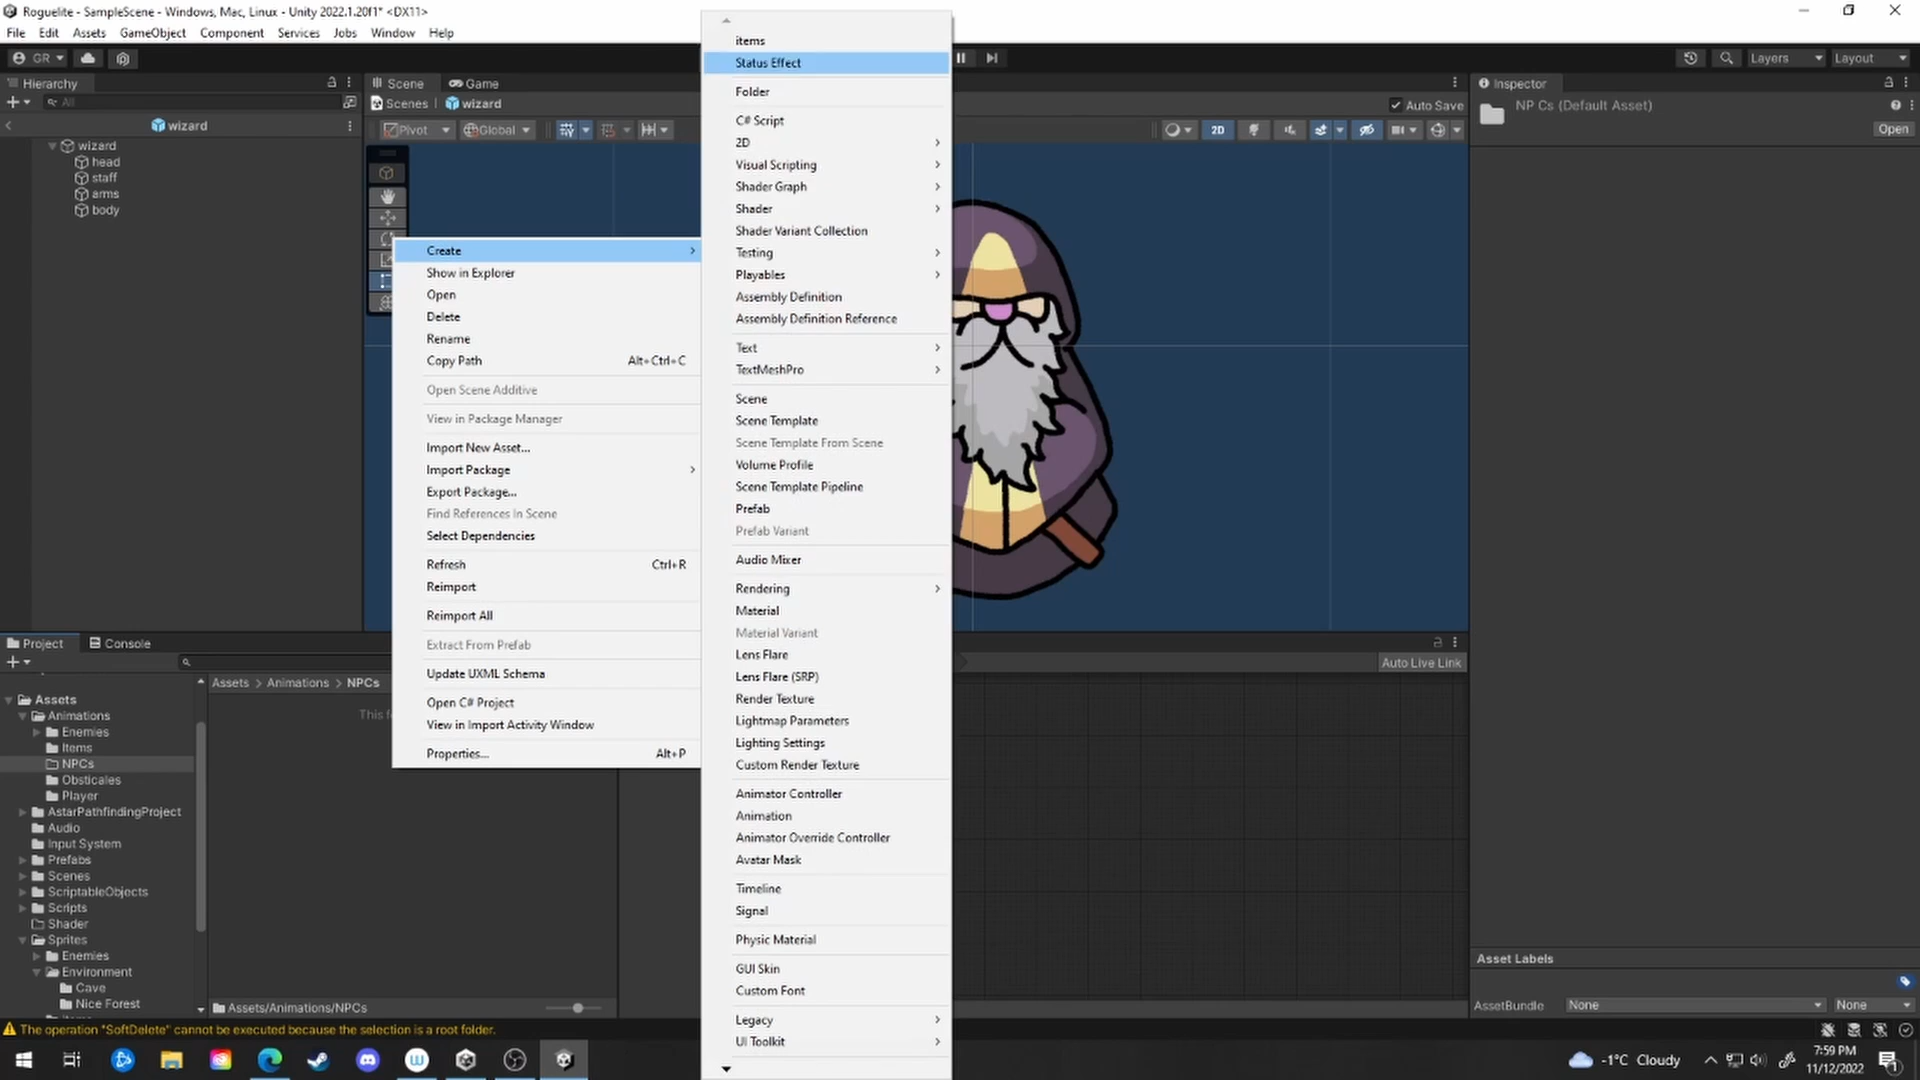 Roguelite - SampleScene - Windows, Mac, Linux - Unity 2022.1.20f1* <DX11>
File Edit Assets GameObject Component Services Jobs Window Help
GR
Layers
Layout
Hierarchy
All
wizard
wizard
head
staff
arms
body
Scene
Game
Scenes
wizard
Auto Save
Pivot
Global
2D
Create
Show in Explorer
Open
Delete
Rename
Copy Path Alt+Ctrl+C
Open Scene Additive
View in Package Manager
Import New Asset...
Import Package
Export Package...
Find References In Scene
Select Dependencies
Refresh Ctrl+R
Reimport
Reimport All
Extract From Prefab
Update UXML Schema
Open C# Project
View in Import Activity Window
Properties... Alt+P
items
Status Effect
Folder
C# Script
2D
Visual Scripting
Shader Graph
Shader
Shader Variant Collection
Testing
Playables
Assembly Definition
Assembly Definition Reference
Text
TextMeshPro
Scene
Scene Template
Scene Template From Scene
Volume Profile
Scene Template Pipeline
Prefab
Prefab Variant
Audio Mixer
Rendering
Material
Material Variant
Lens Flare
Lens Flare (SRP)
Render Texture
Lightmap Parameters
Lighting Settings
Custom Render Texture
Animator Controller
Animation
Animator Override Controller
Avatar Mask
Timeline
Signal
Physic Material
GUI Skin
Custom Font
Legacy
UI Toolkit
Inspector
NP Cs (Default Asset)
Open
Auto Live Link
Asset Labels
AssetBundle None None
Project
Console
Assets
Animations
Enemies
Items
NPCs
Obsticales
Player
AstarPathfindingProject
Audio
Input System
Prefabs
Scenes
ScriptableObjects
Scripts
Shader
Sprites
Enemies
Environment
Cave
Nice Forest
Assets > Animations > NPCs
This
Assets/Animations/NPCs
The operation "SoftDelete" cannot be executed because the selection is a root folder.
-1°C Cloudy
7:59 PM
11/12/2022
1